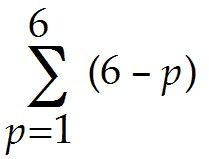 6
∑ (6 – p)
p=1